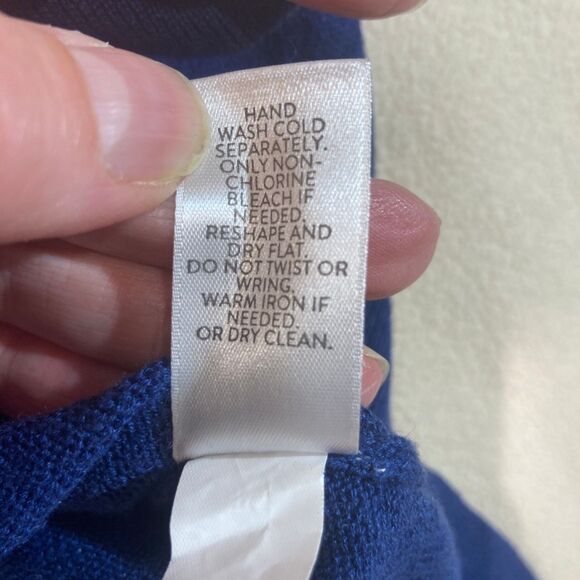 HAND
WASH COLD
SEPARATELY.
ONLY NON-
CHLORINE
BLEACH IF
NEEDED.
RESHAPE AND
DRY FLAT.
DO NOT TWIST OR
WRING.
WARM IRON IF
NEEDED.
OR DRY CLEAN.